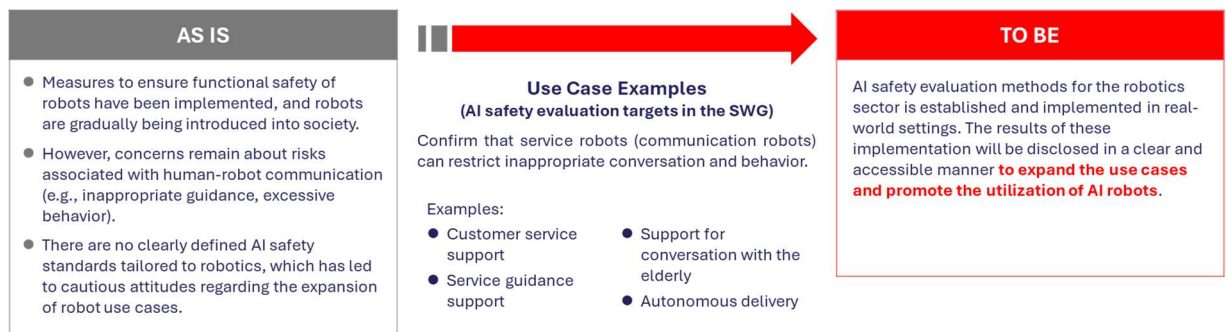 AS IS
● Measures to ensure functional safety of
robots have been implemented, and robots
are gradually being introduced into society.
● However, concerns remain about risks
associated with human-robot communication
(e.g., inappropriate guidance, excessive
behavior).
● There are no clearly defined AI safety
standards tailored to robotics, which has led
to cautious attitudes regarding the expansion
of robot use cases.
Use Case Examples
(AI safety evaluation targets in the SWG)
Confirm that service robots (communication robots)
can restrict inappropriate conversation and behavior.
Examples:
● Customer service
support
● Service guidance
support
● Support for
conversation with the
elderly
● Autonomous delivery
TO BE
AI safety evaluation methods for the robotics
sector is established and implemented in real-
world settings. The results of these
implementation will be disclosed in a clear and
accessible manner to expand the use cases
and promote the utilization of AI robots.